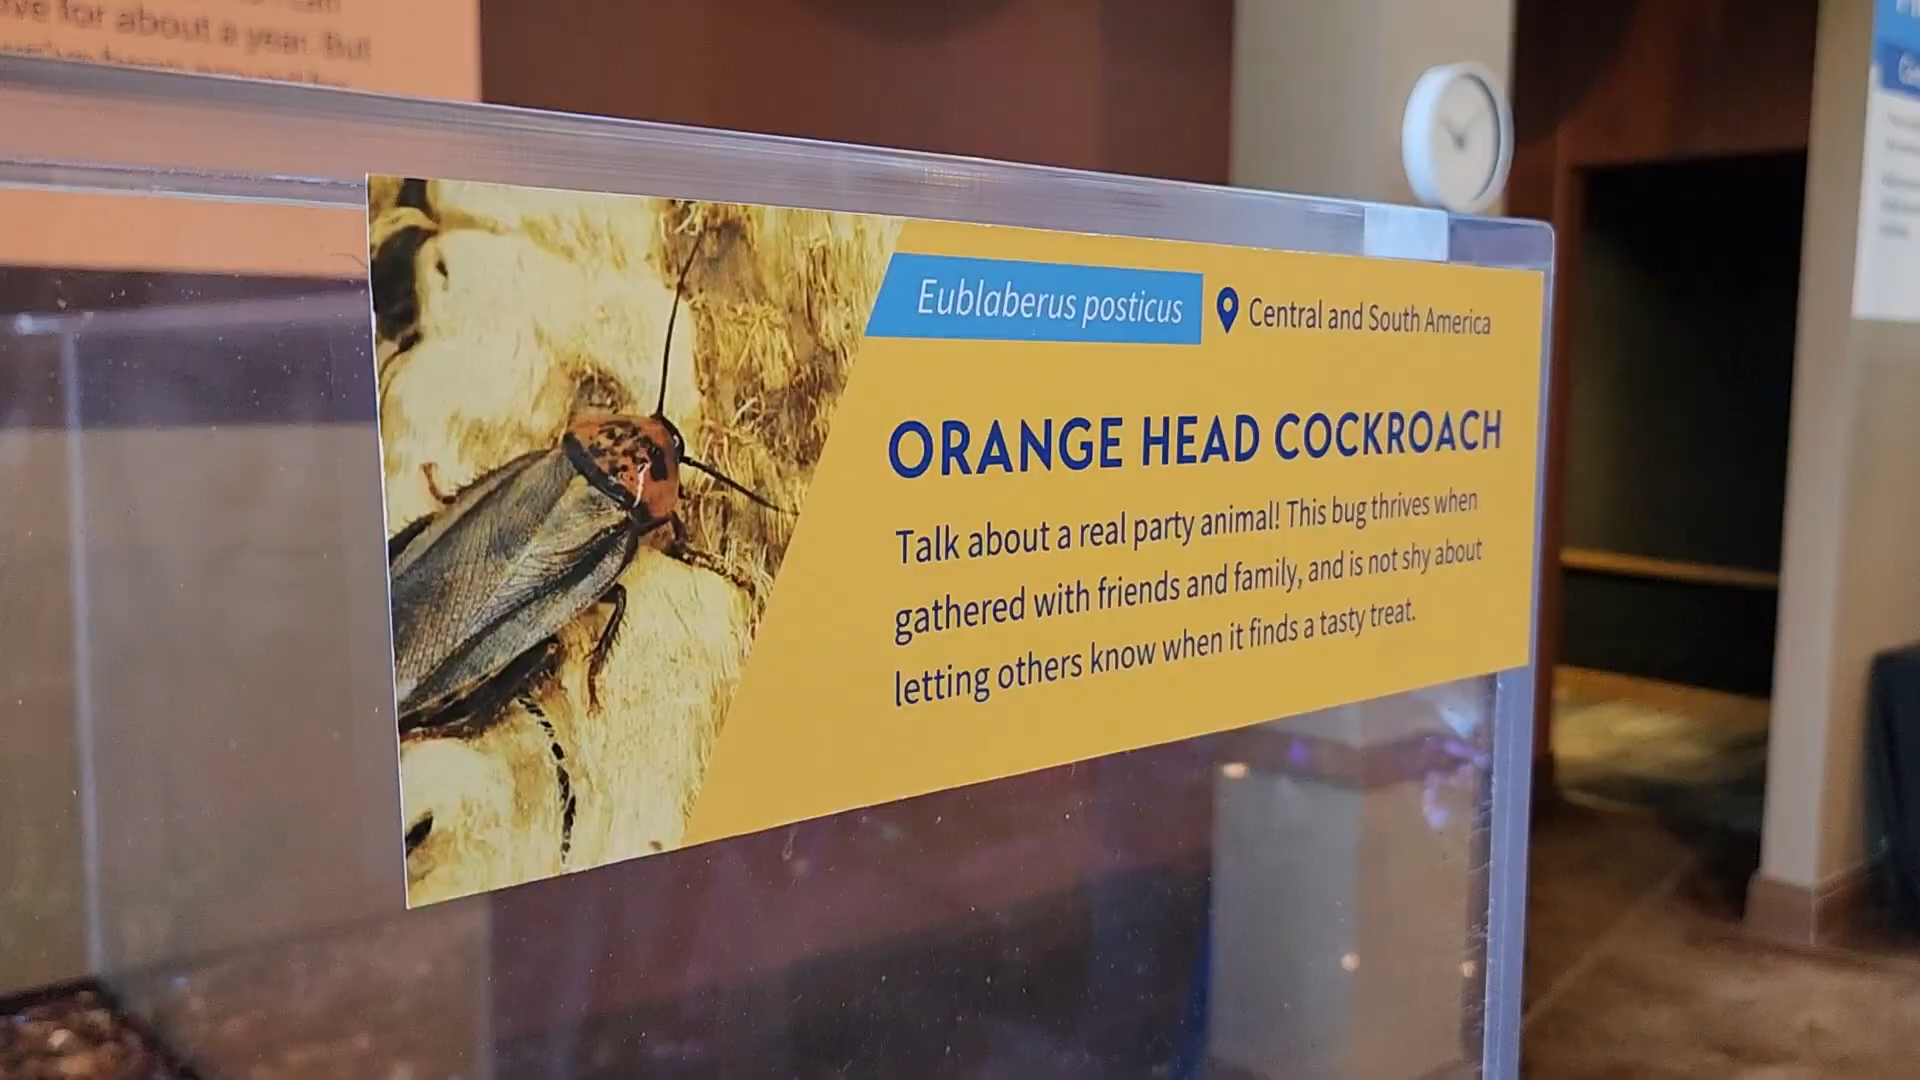 ve for about a year. But
Eublaberus posticus
Central and South America
ORANGE HEAD COCKROACH
Talk about a real party animal! This bug thrives when
gathered with friends and family, and is not shy about
letting others know when it finds a tasty treat.